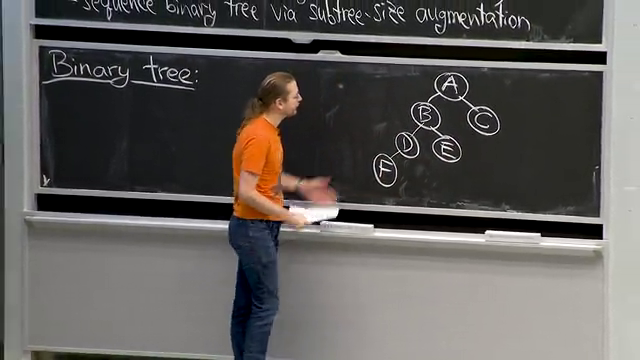 sequence binary tree via subtree-size augmentation
Binary tree:
A
B C
D E
F